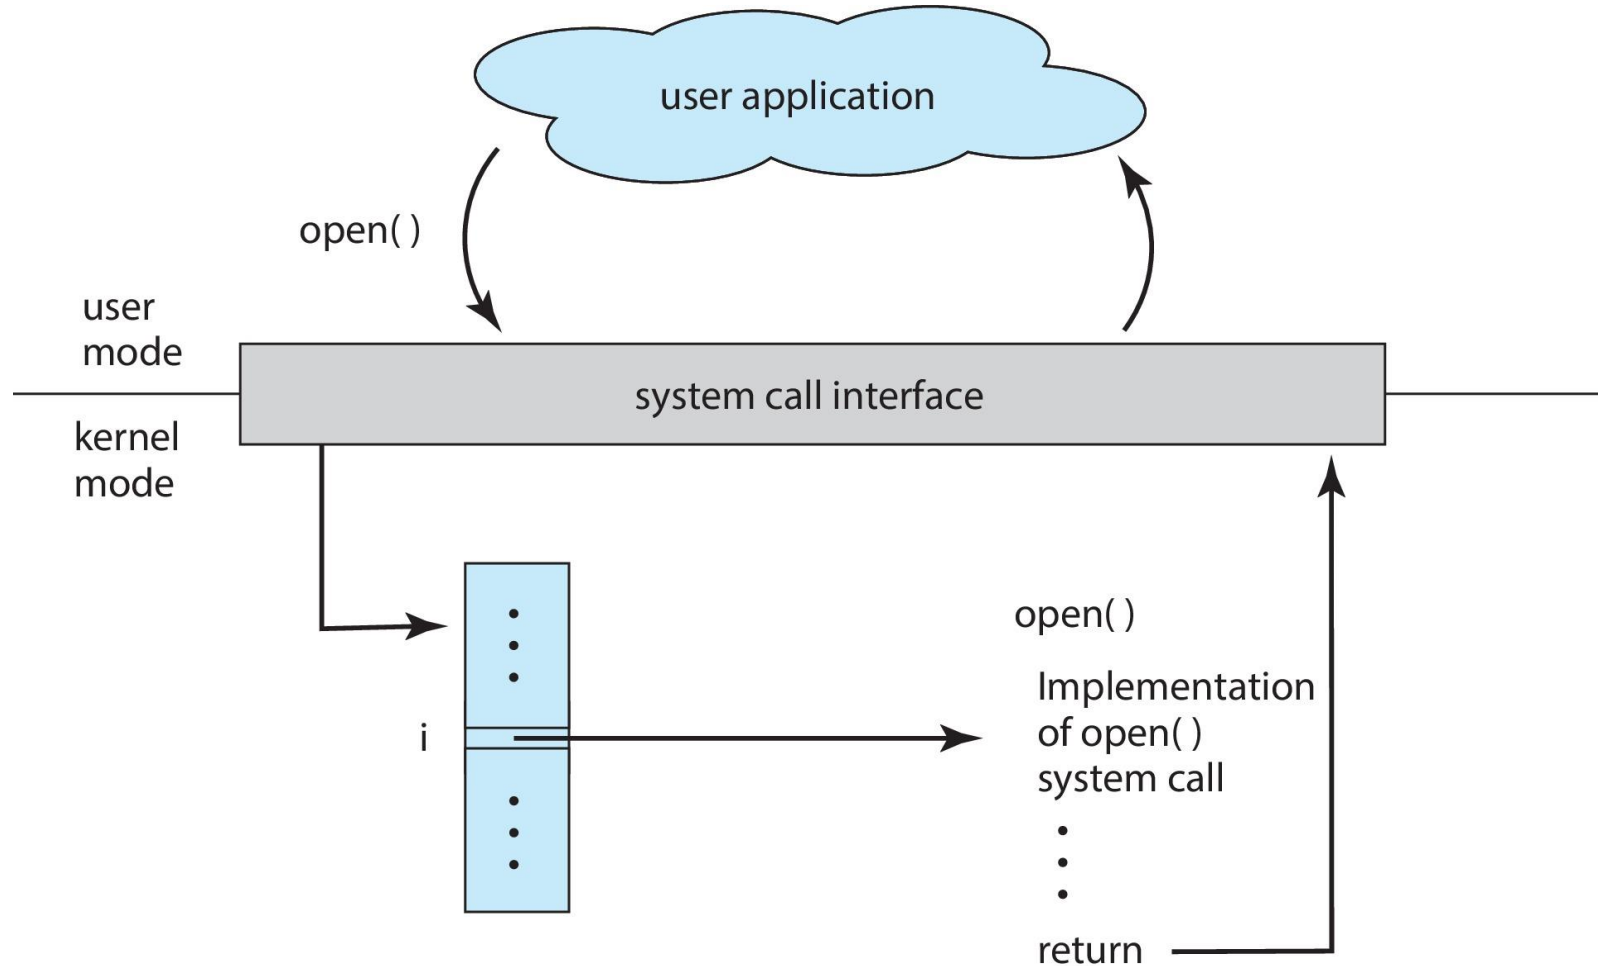 user application
open( )
user
mode
system call interface
kernel
mode
open( )
Implementation
of open( )
system call
i
return